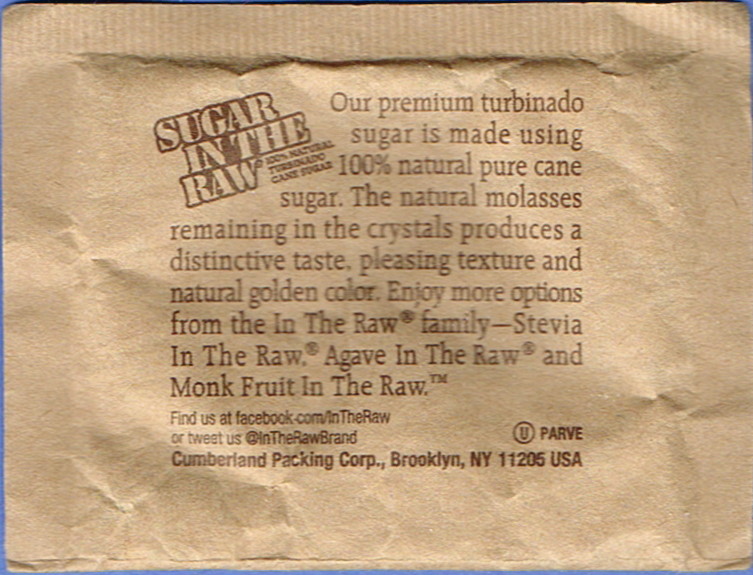 SUGAR
IN THE
RAW®
100% NATURAL
TURBINADO
CANE SUGAR
Our premium turbinado
sugar is made using
100% natural pure cane
sugar. The natural molasses
remaining in the crystals produces a
distinctive taste, pleasing texture and
natural golden color. Enjoy more options
from the In The Raw® family—Stevia
In The Raw,® Agave In The Raw® and
Monk Fruit In The Raw.™
Find us at facebook.com/InTheRaw
or tweet us @InTheRawBrand
Ⓤ PARVE
Cumberland Packing Corp., Brooklyn, NY 11205 USA